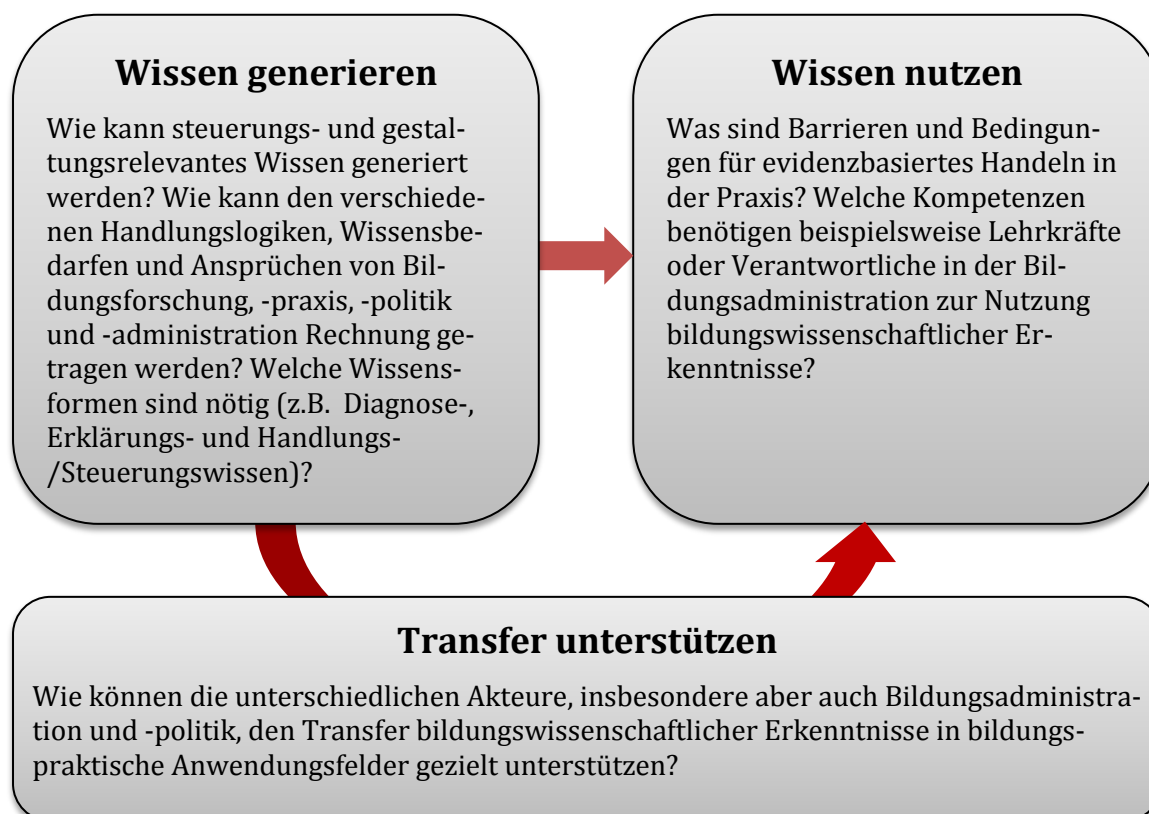 Wissen generieren
Wie kann steuerungs- und gestal-
tungsrelevantes Wissen generiert
werden? Wie kann den verschiede-
nen Handlungslogiken, Wissensbe-
darfen und Ansprüchen von Bil-
dungsforschung, -praxis, -politik
und -administration Rechnung ge-
tragen werden? Welche Wissens-
formen sind nötig (z.B.  Diagnose-,
Erklärungs- und Handlungs-
/Steuerungswissen)?
Wissen nutzen
Was sind Barrieren und Bedingun-
gen für evidenzbasiertes Handeln in
der Praxis? Welche Kompetenzen
benötigen beispielsweise Lehrkräfte
oder Verantwortliche in der Bil-
dungsadministration zur Nutzung
bildungswissenschaftlicher Er-
kenntnisse?
Transfer unterstützen
Wie können die unterschiedlichen Akteure, insbesondere aber auch Bildungsadministra-
tion und -politik, den Transfer bildungswissenschaftlicher Erkenntnisse in bildungs-
praktische Anwendungsfelder gezielt unterstützen?